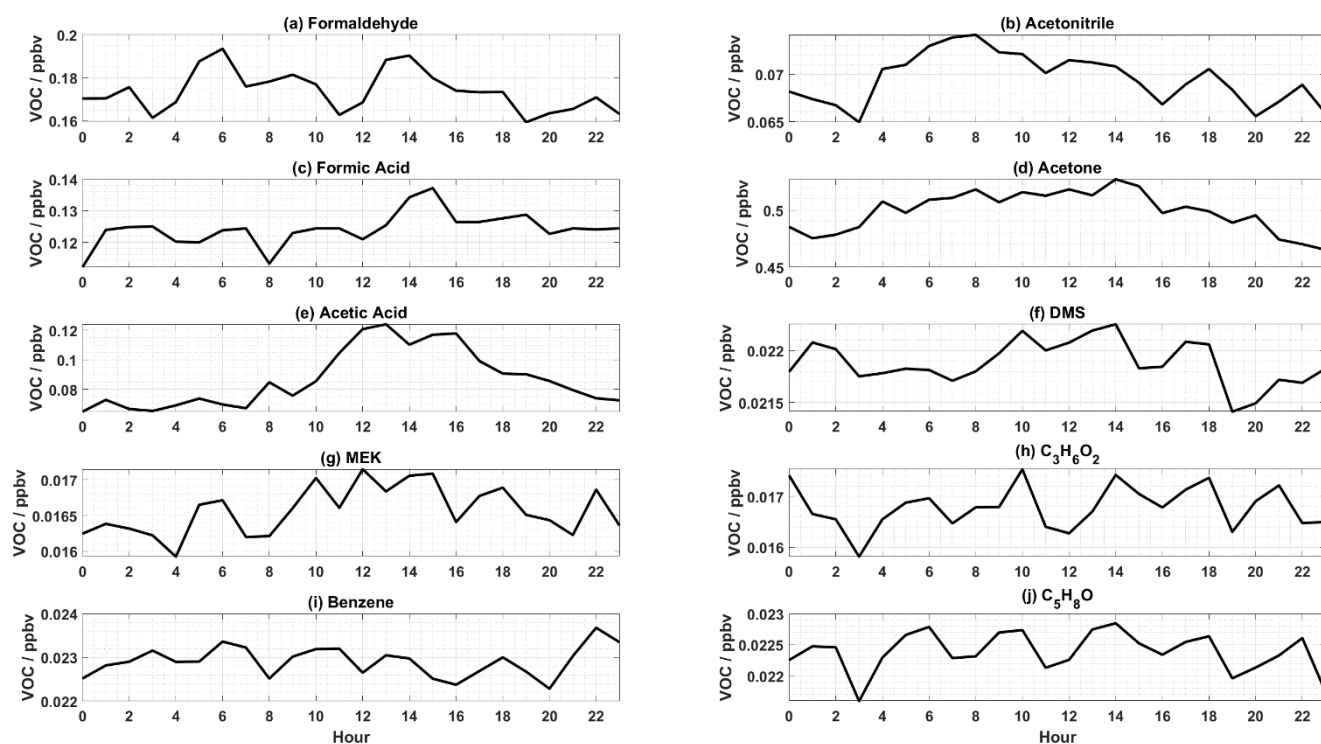 (a) Formaldehyde
VOC / ppbv
0.2
0.18
0.16
0 2 4 6 8 10 12 14 16 18 20 22
(b) Acetonitrile
VOC / ppbv
0.07
0.065
0 2 4 6 8 10 12 14 16 18 20 22
(c) Formic Acid
VOC / ppbv
0.14
0.13
0.12
0 2 4 6 8 10 12 14 16 18 20 22
(d) Acetone
VOC / ppbv
0.5
0.45
0 2 4 6 8 10 12 14 16 18 20 22
(e) Acetic Acid
VOC / ppbv
0.12
0.1
0.08
0 2 4 6 8 10 12 14 16 18 20 22
(f) DMS
VOC / ppbv
0.022
0.0215
0 2 4 6 8 10 12 14 16 18 20 22
(g) MEK
VOC / ppbv
0.017
0.0165
0.016
0 2 4 6 8 10 12 14 16 18 20 22
(h) C₃H₆O₂
VOC / ppbv
0.017
0.016
0 2 4 6 8 10 12 14 16 18 20 22
(i) Benzene
VOC / ppbv
0.024
0.023
0.022
0 2 4 6 8 10 12 14 16 18 20 22
Hour
(j) C₅H₈O
VOC / ppbv
0.023
0.0225
0.022
0 2 4 6 8 10 12 14 16 18 20 22
Hour